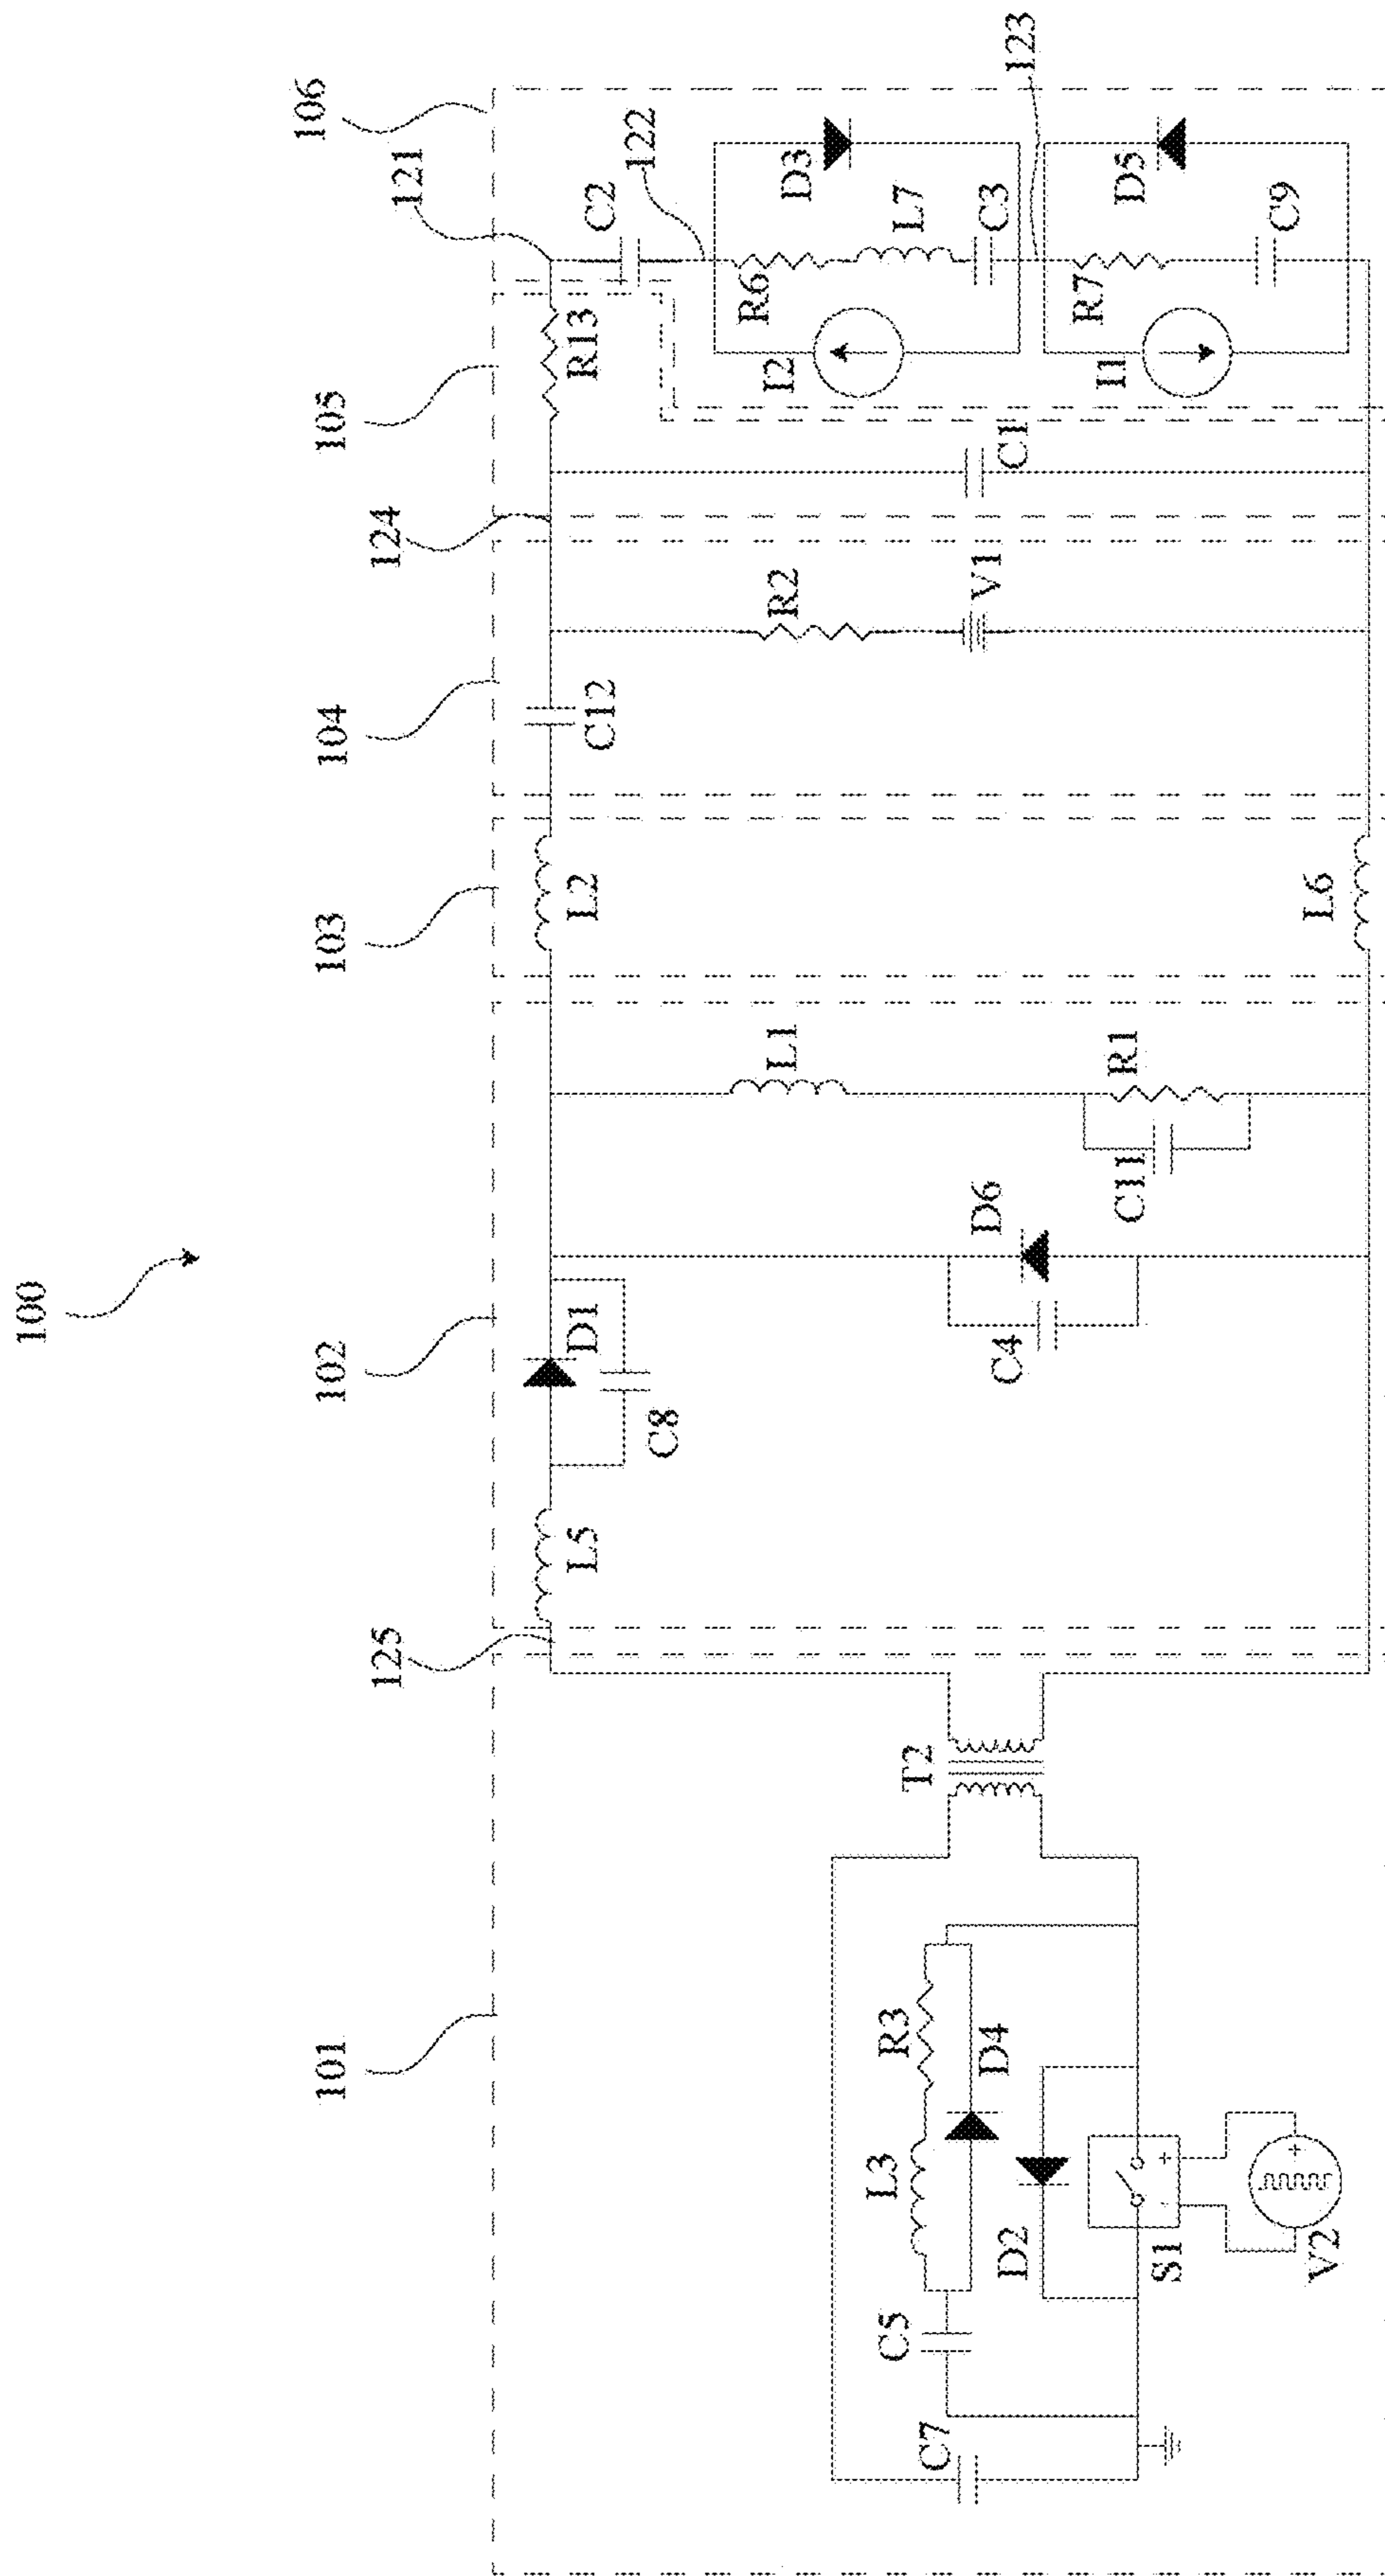 100
101
125
102
103
104
124
105
121
106
122
123
C7
C5
L3
R3
D4
D2
S1
V2
T2
L5
D1
C8
C4
D6
L1
C11
R1
L2
L6
C12
R2
V1
C1
R13
C2
I2
R6
L7
C3
D3
I1
R7
C9
D5
+
+